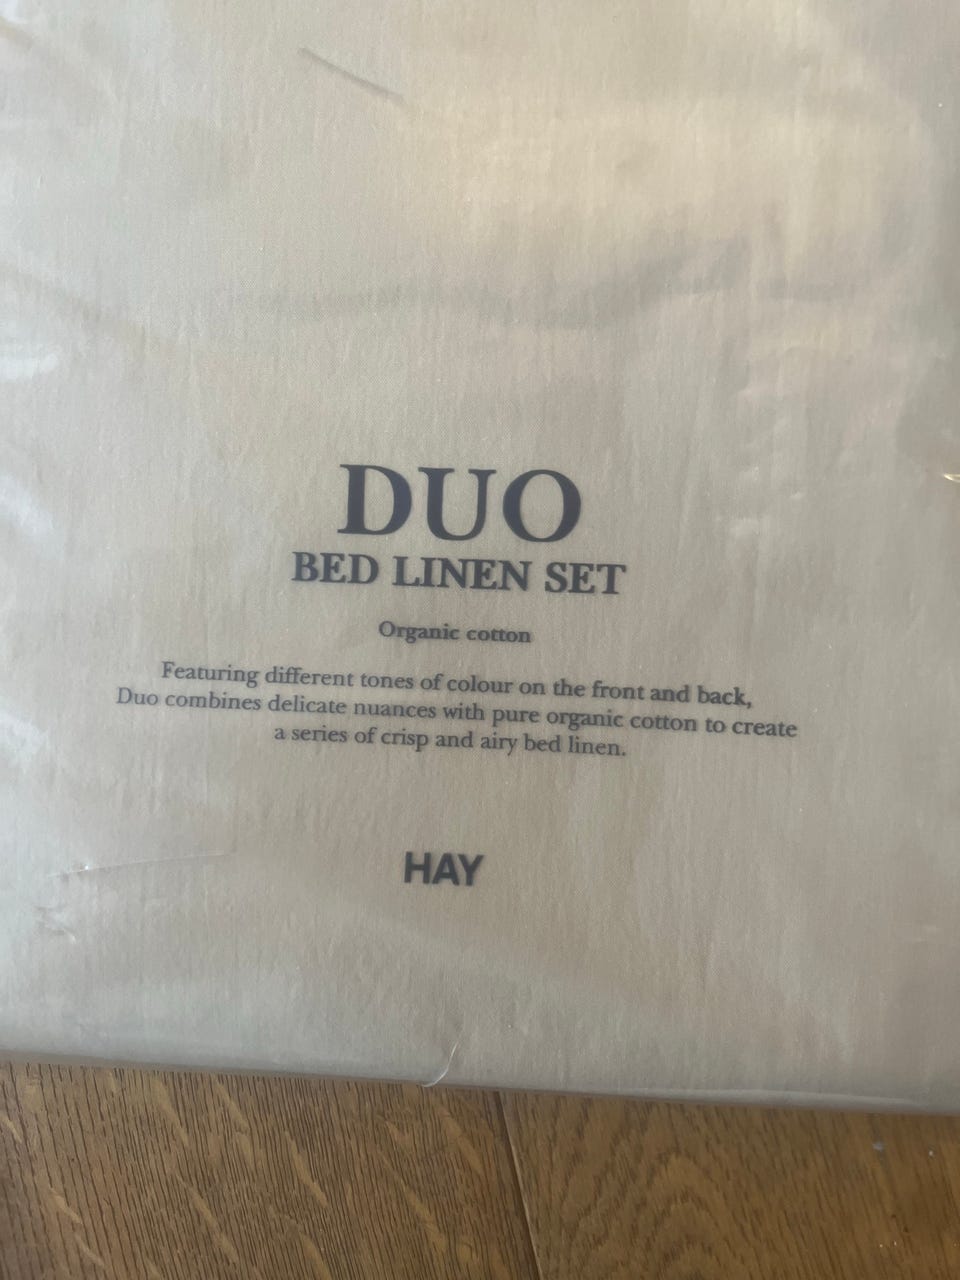 DUO
BED LINEN SET
Organic cotton
Featuring different tones of colour on the front and back,
Duo combines delicate nuances with pure organic cotton to create
a series of crisp and airy bed linen.
HAY